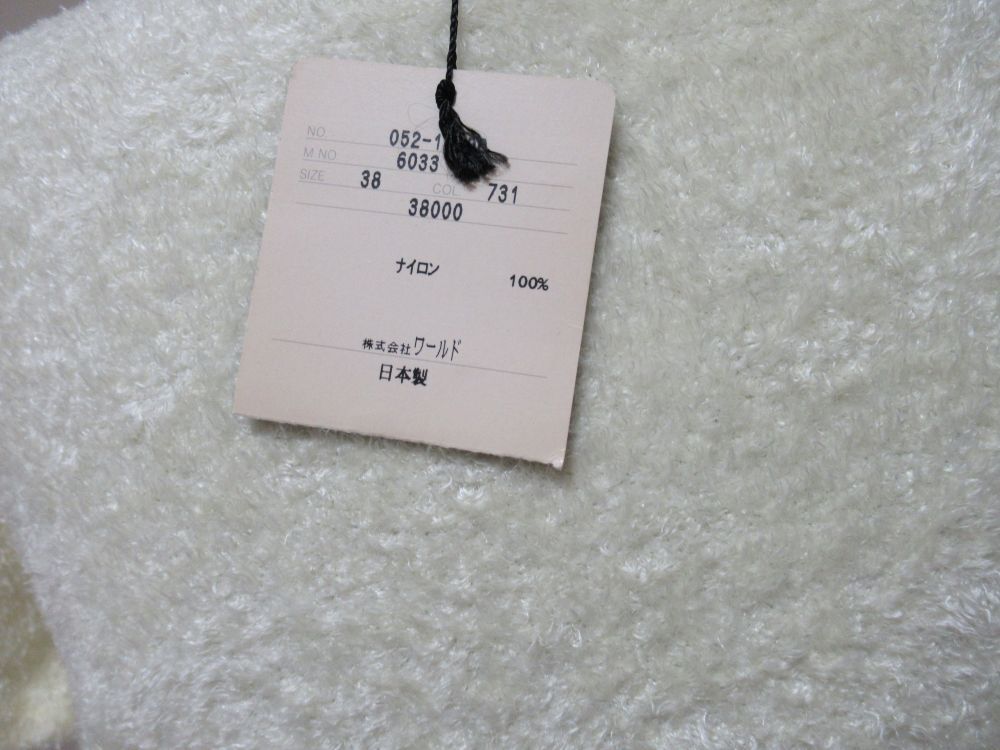 NO 052-1
M NO 6033
SIZE 38 COL 731
38000
ナイロン 100%
株式会社ワールド
日本製